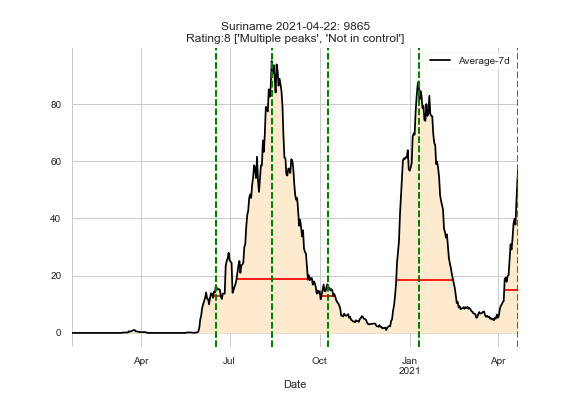 Suriname 2021-04-22: 9865
Rating:8 ['Multiple peaks', 'Not in control']
Average-7d
80
60
40
20
0
Apr
Jul
Oct
Jan
2021
Apr
Date